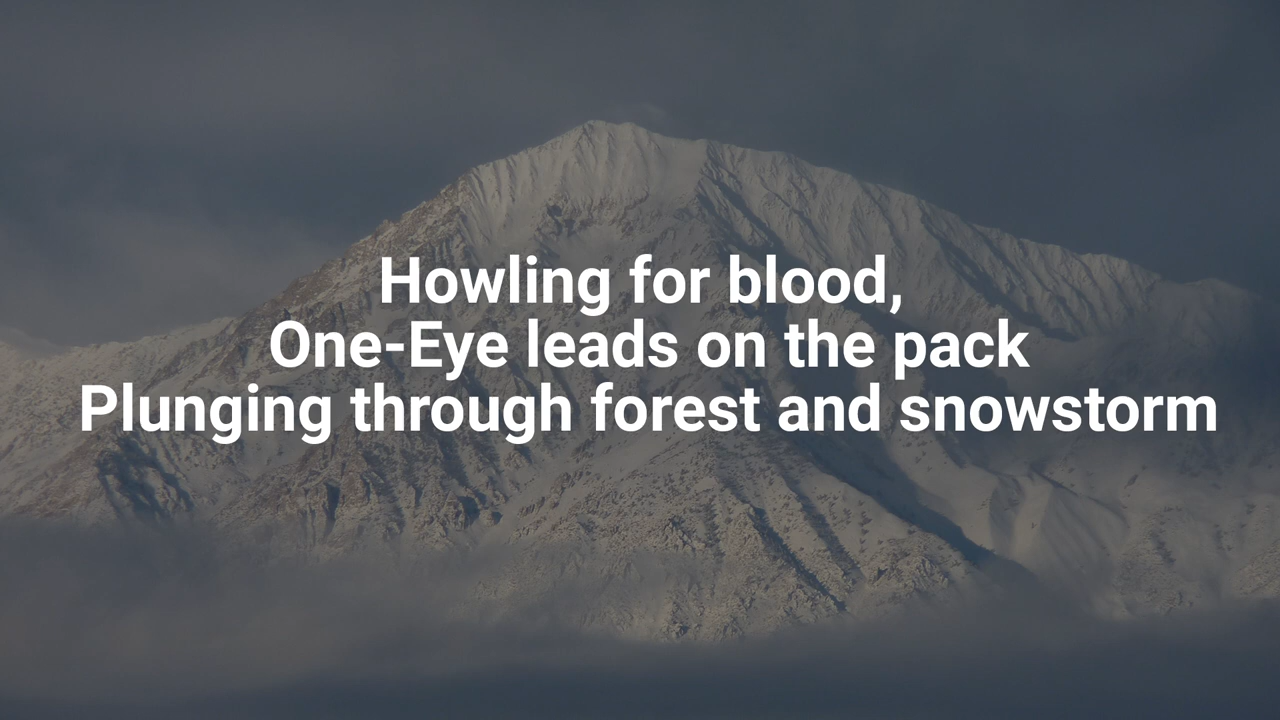 Howling for blood,
One-Eye leads on the pack
Plunging through forest and snowstorm